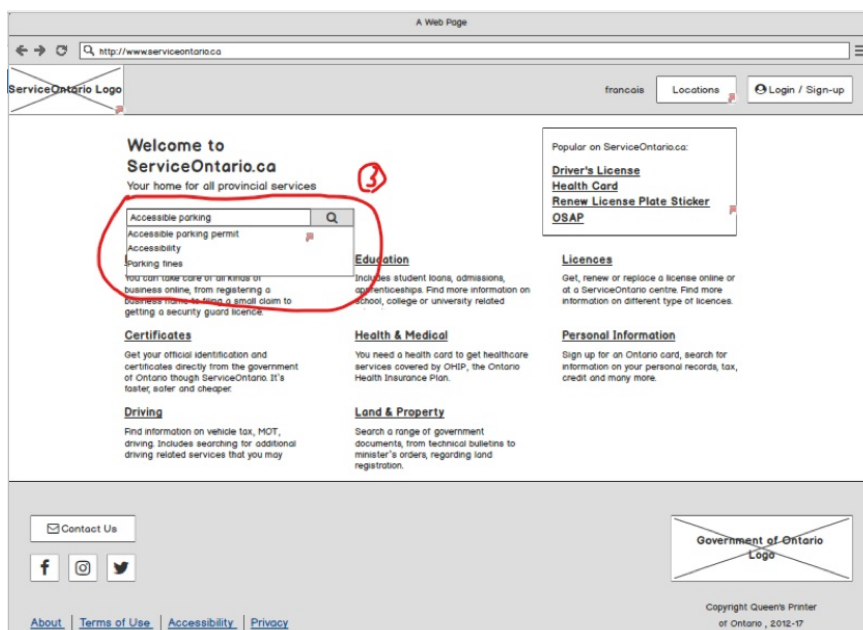 A Web Page
http://www.serviceontario.ca
ServiceOntario Logo
francais
Locations
Login / Sign-up
Welcome to
ServiceOntario.ca
Your home for all provincial services
3
Accessible parking
Accessible parking permit
Accessibility
Parking fines
Popular on ServiceOntario.ca:
Driver's License
Health Card
Renew License Plate Sticker
OSAP
You can take care of all kinds of
business online, from registering a
business name to filing a small claim to
getting a security guard licence.
Education
Includes student loans, admissions,
apprenticeships. Find more information on
school, college or university related
Licences
Get, renew or replace a license online or
at a ServiceOntario centre. Find more
information on different type of licences.
Certificates
Get your official identification and
certificates directly from the government
of Ontario though ServiceOntario. It's
faster, safer and cheaper.
Health & Medical
You need a health card to get healthcare
services covered by OHIP, the Ontario
Health Insurance Plan.
Personal Information
Sign up for an Ontario card, search for
information on your personal records, tax,
credit and many more.
Driving
Find information on vehicle tax, MOT,
driving. Includes searching for additional
driving related services that you may
Land & Property
Search a range of government
documents, from technical bulletins to
minister's orders, regarding land
registration.
Contact Us
Government of Ontario
Logo
About | Terms of Use | Accessibility | Privacy
Copyright Queen's Printer
of Ontario , 2012-17